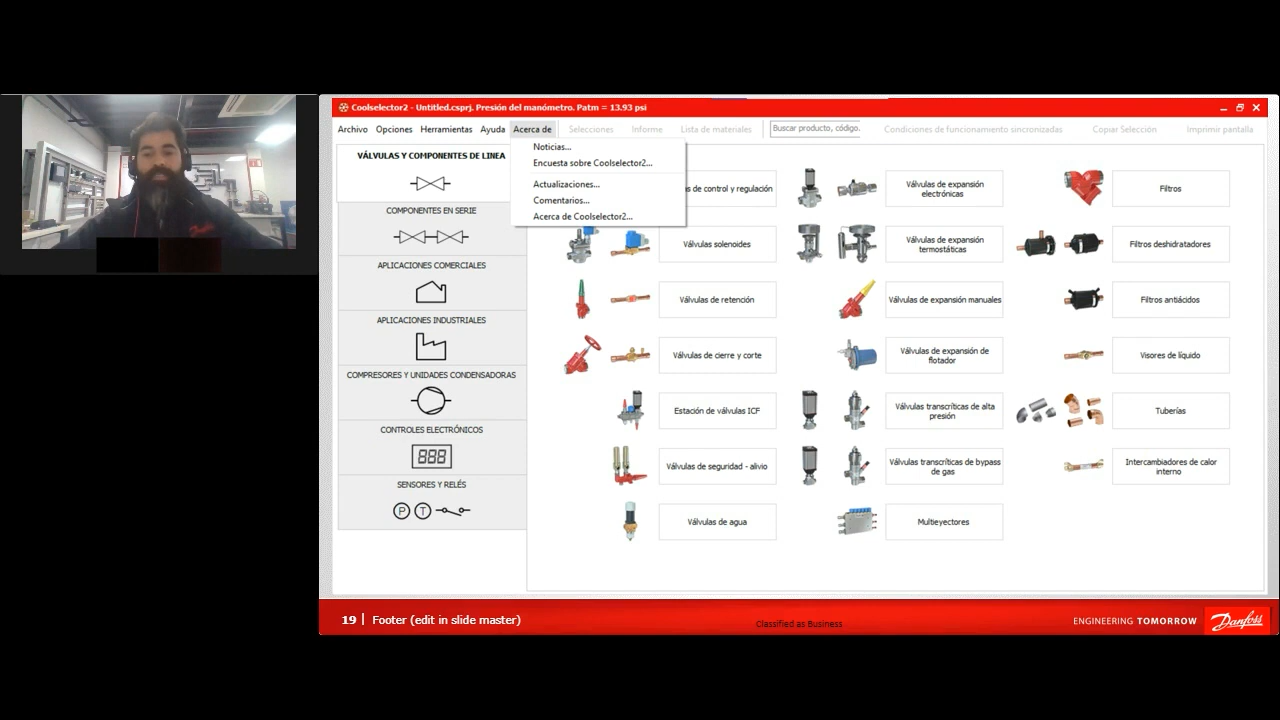 Coolselector2 - Untitled.csprj. Presión del manómetro. Patm = 13.93 psi
Archivo Opciones Herramientas Ayuda Acerca de Selecciones Informe Lista de materiales Buscar producto, código. Condiciones de funcionamiento sincronizadas Copiar Selección Imprimir pantalla
Noticias...
Encuesta sobre Coolselector2...
Actualizaciones...
Comentarios...
Acerca de Coolselector2...
VÁLVULAS Y COMPONENTES DE LINEA
COMPONENTES EN SERIE
APLICACIONES COMERCIALES
APLICACIONES INDUSTRIALES
COMPRESORES Y UNIDADES CONDENSADORAS
CONTROLES ELECTRÓNICOS
888
SENSORES Y RELÉS
P T
s de control y regulación
Válvulas solenoides
Válvulas de retención
Válvulas de cierre y corte
Estación de válvulas ICF
Válvulas de seguridad - alivio
Válvulas de agua
Válvulas de expansión
electrónicas
Válvulas de expansión
termostáticas
Válvulas de expansión manuales
Válvulas de expansión de
flotador
Válvulas transcríticas de alta
presión
Válvulas transcríticas de bypass
de gas
Multieyectores
Filtros
Filtros deshidratadores
Filtros antiácidos
Visores de líquido
Tuberías
Intercambiadores de calor
interno
19 | Footer (edit in slide master)
Classified as Business
ENGINEERING TOMORROW
Danfoss